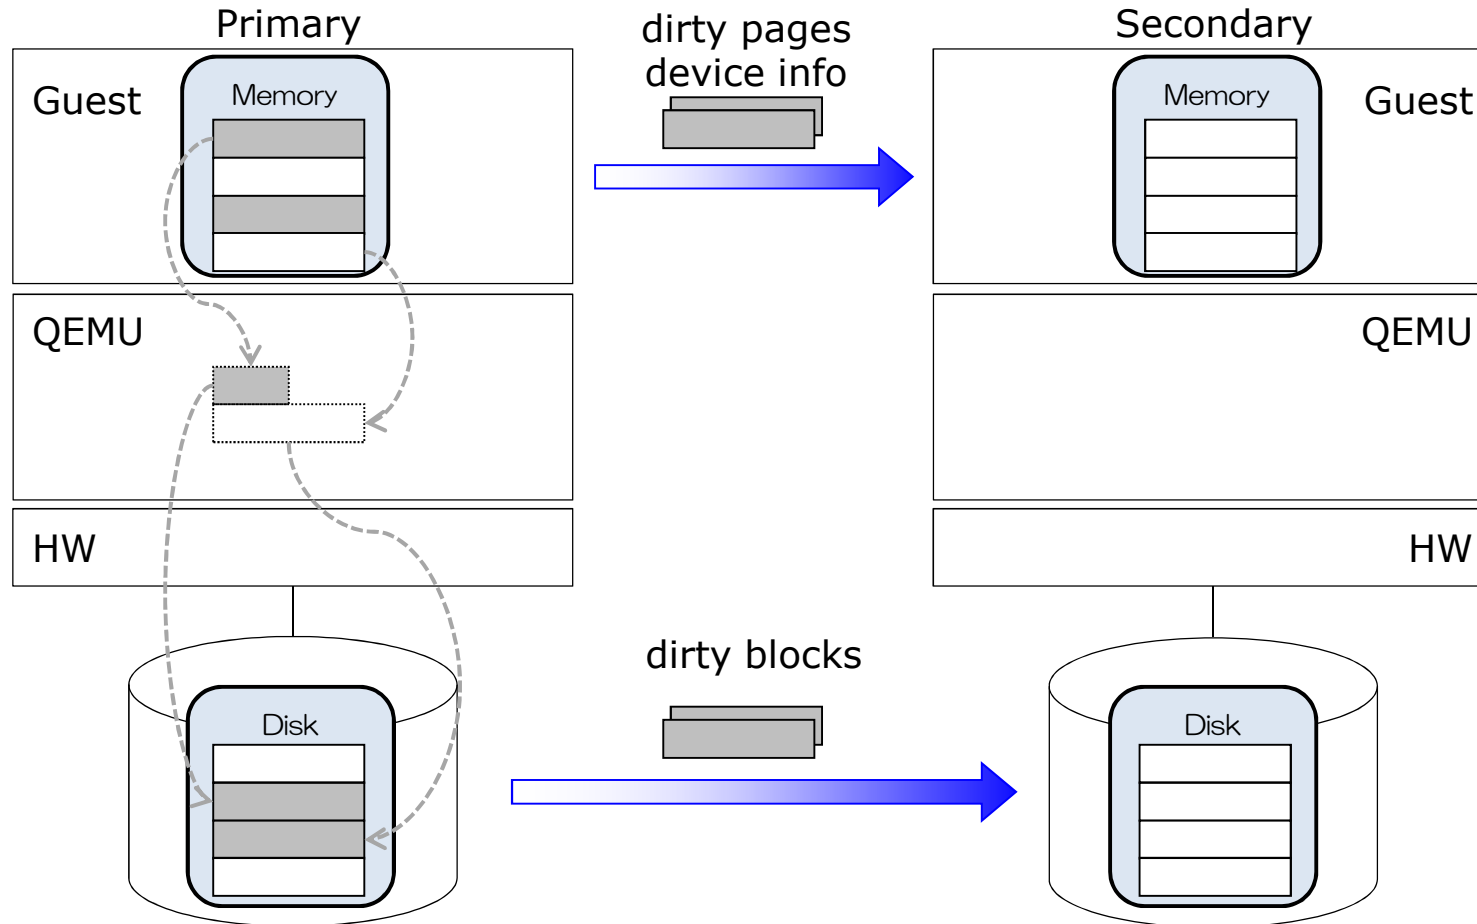 Primary
dirty pages
device info
Secondary
Guest
Memory
Memory
Guest
QEMU
QEMU
HW
HW
dirty blocks
Disk
Disk